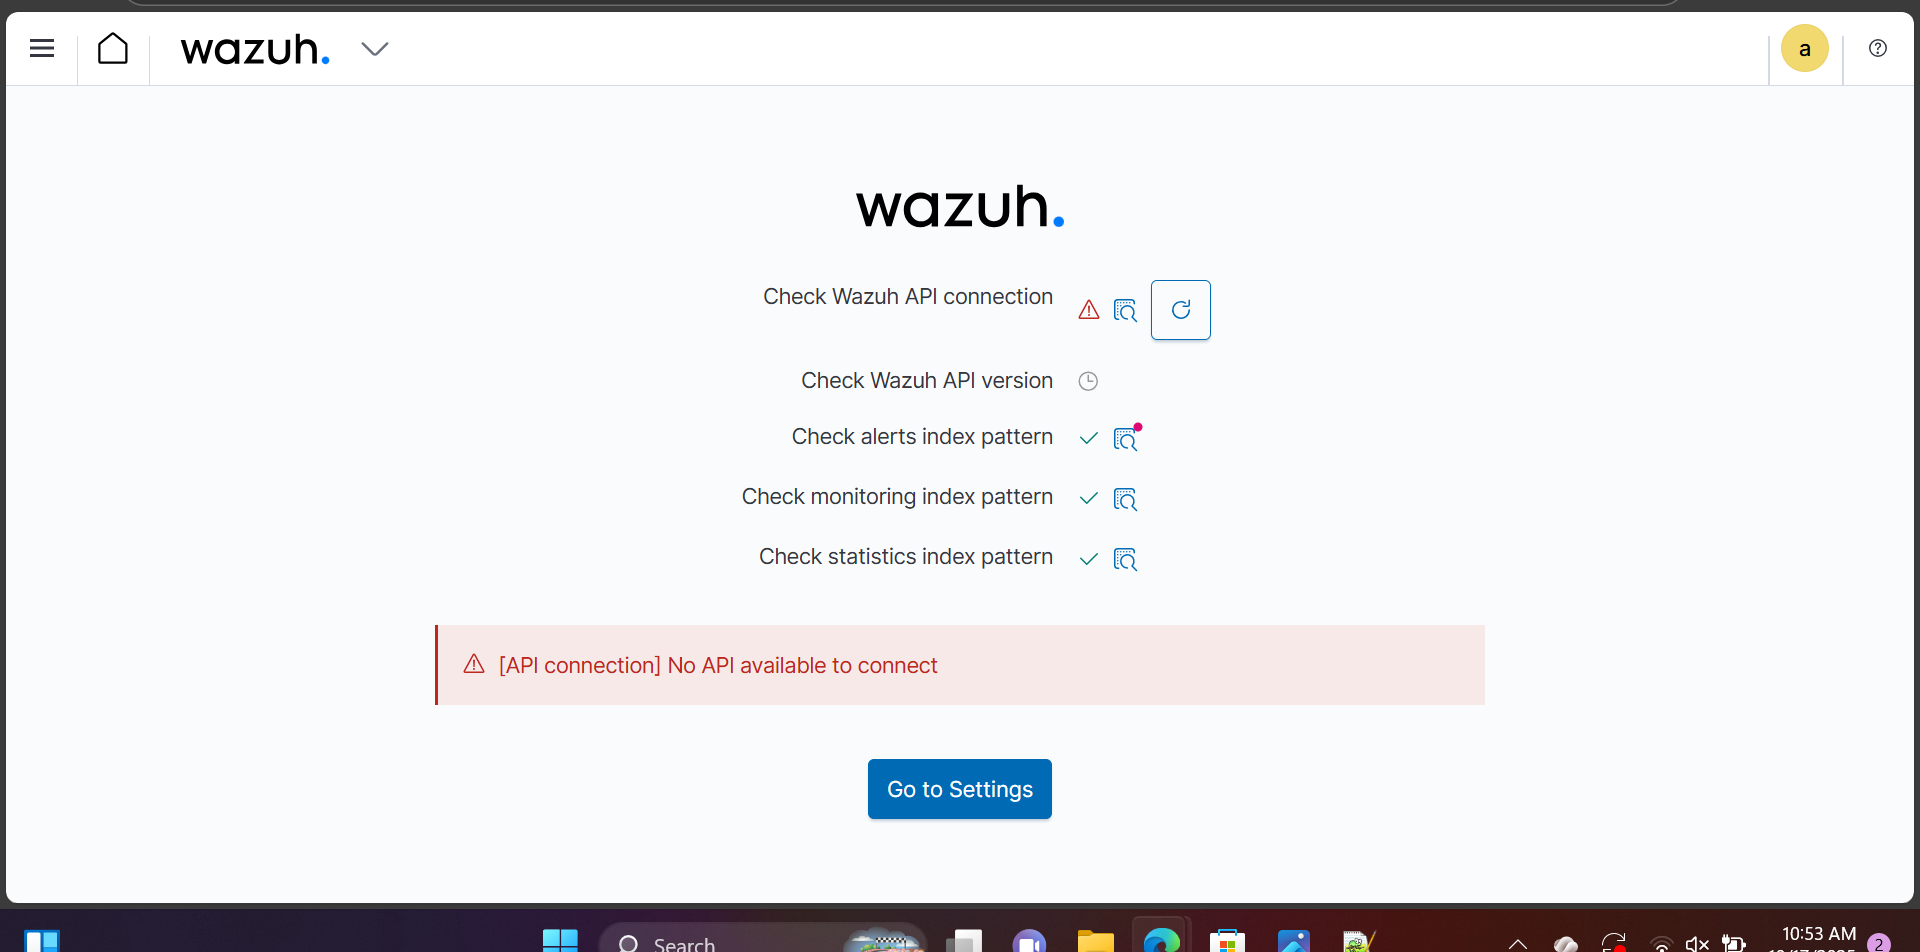 wazuh.
a
wazuh.
Check Wazuh API connection
Check Wazuh API version
Check alerts index pattern
Check monitoring index pattern
Check statistics index pattern
[API connection] No API available to connect
Go to Settings
Search
10:53 AM
2